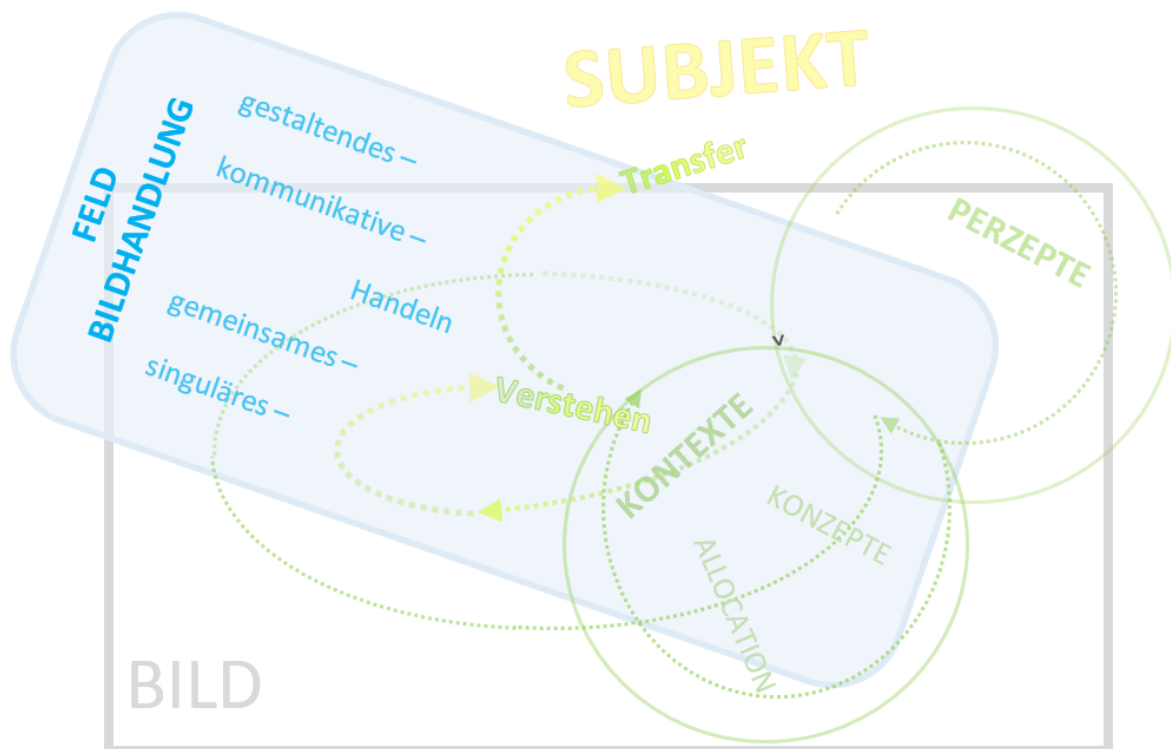 SUBJEKT
FELD
BILDHANDLUNG
gestaltendes –
kommunikative –
Handeln
gemeinsames –
singuläres –
Transfer
Verstehen
PERZEPTE
v
KONTEXTE
KONZEPTE
ALLOCATION
BILD